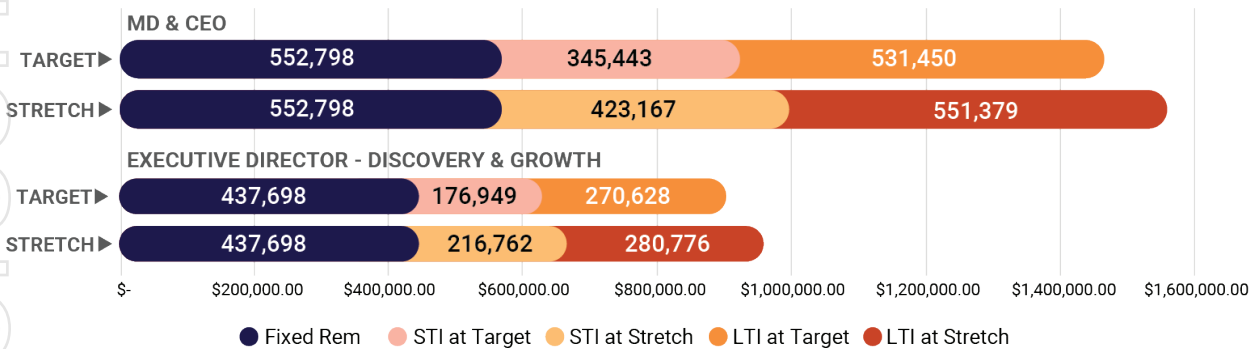 MD & CEO
TARGET 552,798 345,443 531,450
STRETCH 552,798 423,167 551,379
EXECUTIVE DIRECTOR - DISCOVERY & GROWTH
TARGET 437,698 176,949 270,628
STRETCH 437,698 216,762 280,776
$- $200,000.00 $400,000.00 $600,000.00 $800,000.00 $1,000,000.00 $1,200,000.00 $1,400,000.00 $1,600,000.00
Fixed Rem STI at Target STI at Stretch LTI at Target LTI at Stretch